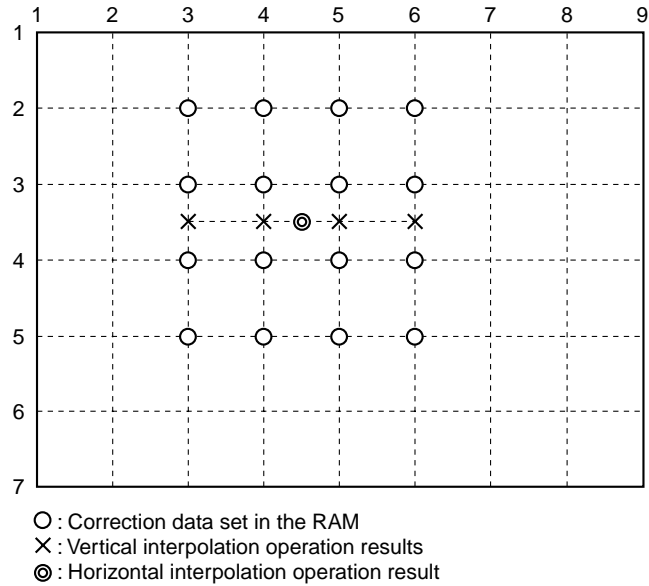 1 2 3 4 5 6 7 8 9
1
2
3
4
5
6
7
○ : Correction data set in the RAM
× : Vertical interpolation operation results
◎ : Horizontal interpolation operation result